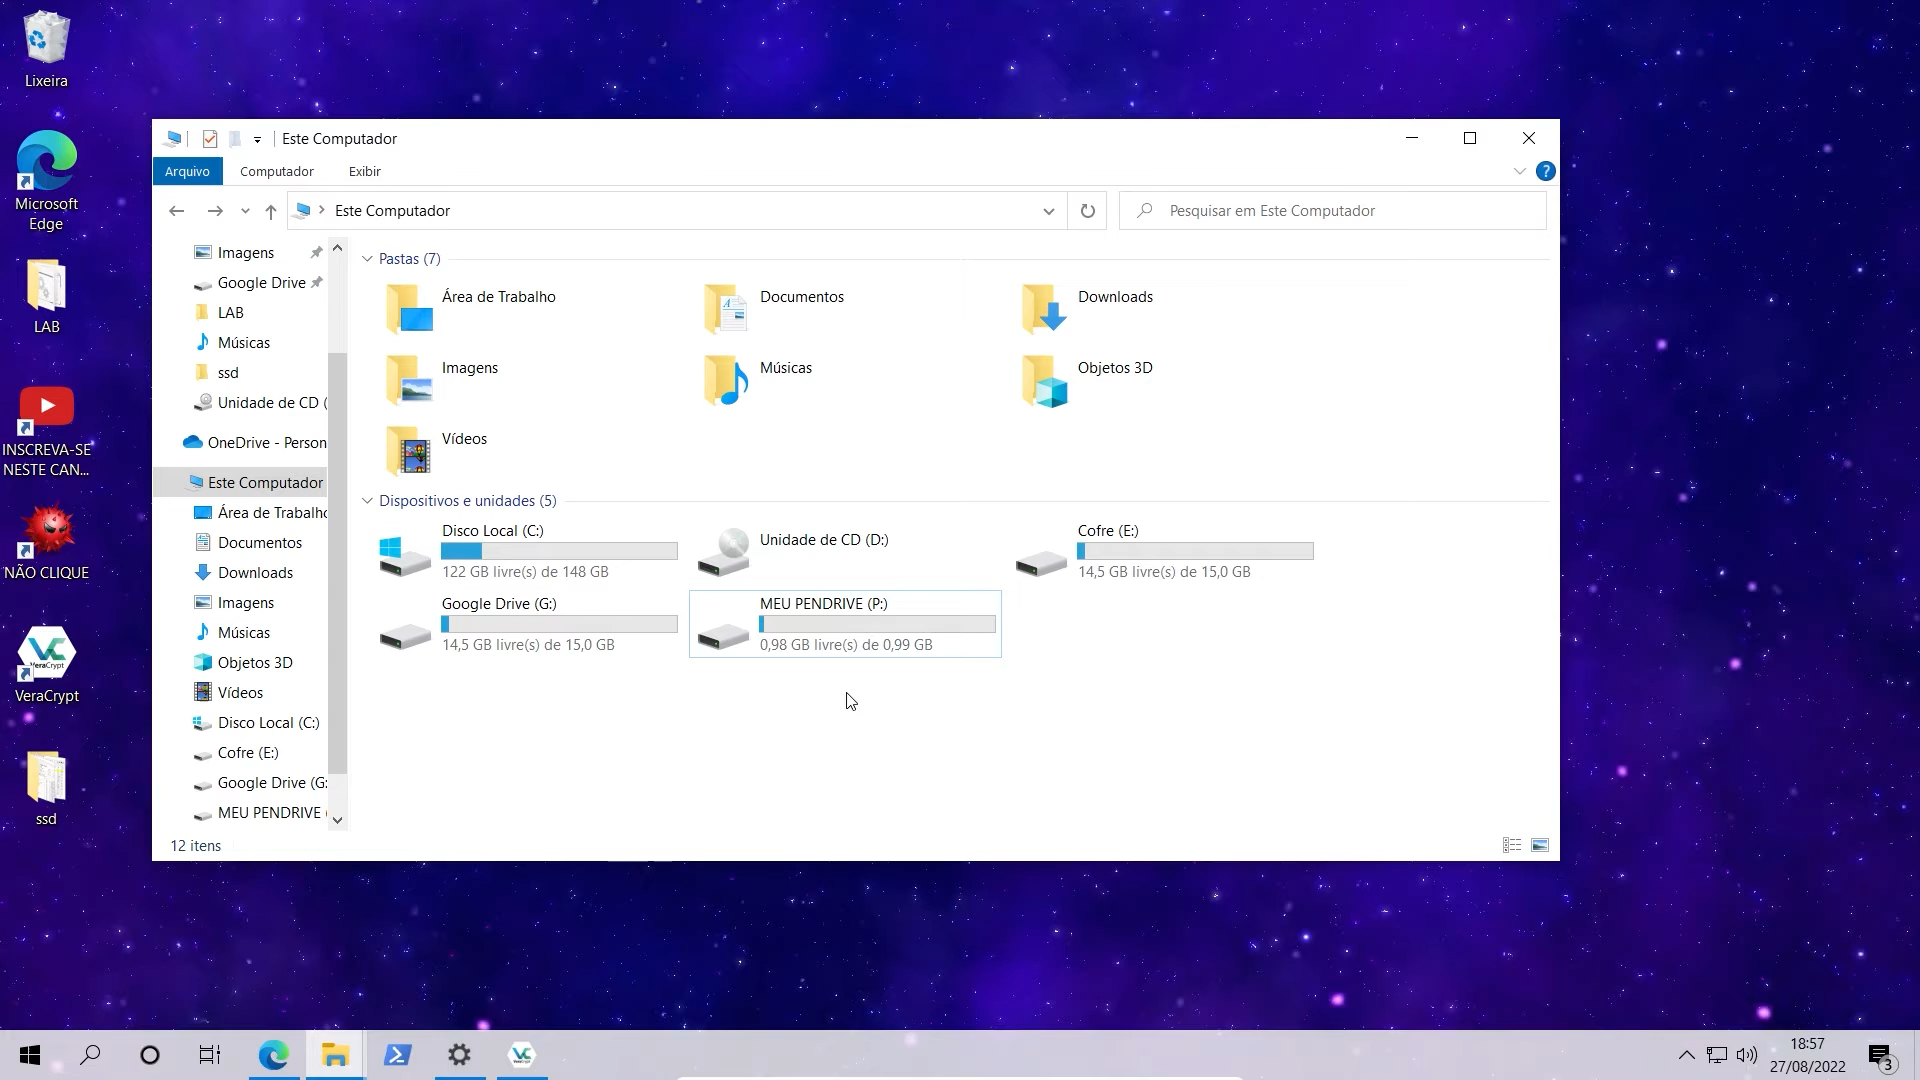 Lixeira
Microsoft
Edge
LAB
INSCREVA-SE
NESTE CAN...
NÃO CLIQUE
VeraCrypt
VeraCrypt
ssd
Este Computador
Arquivo
Computador
Exibir
?
Este Computador
Pesquisar em Este Computador
Imagens
Google Drive
LAB
Músicas
ssd
Unidade de CD (
OneDrive - Person
Este Computador
Área de Trabalho
Documentos
Downloads
Imagens
Músicas
Objetos 3D
Vídeos
Disco Local (C:)
Cofre (E:)
Google Drive (G:
MEU PENDRIVE (
Pastas (7)
Área de Trabalho
Documentos
Downloads
Imagens
Músicas
Objetos 3D
Vídeos
Dispositivos e unidades (5)
Disco Local (C:)
122 GB livre(s) de 148 GB
Unidade de CD (D:)
Cofre (E:)
14,5 GB livre(s) de 15,0 GB
Google Drive (G:)
14,5 GB livre(s) de 15,0 GB
MEU PENDRIVE (P:)
0,98 GB livre(s) de 0,99 GB
12 itens
18:57
27/08/2022
3